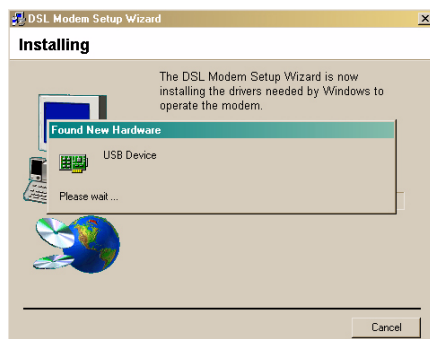 DSL Modem Setup Wizard
Installing
The DSL Modem Setup Wizard is now
installing the drivers needed by Windows to
operate the modem.
Found New Hardware
USB Device
Please wait ...
Cancel